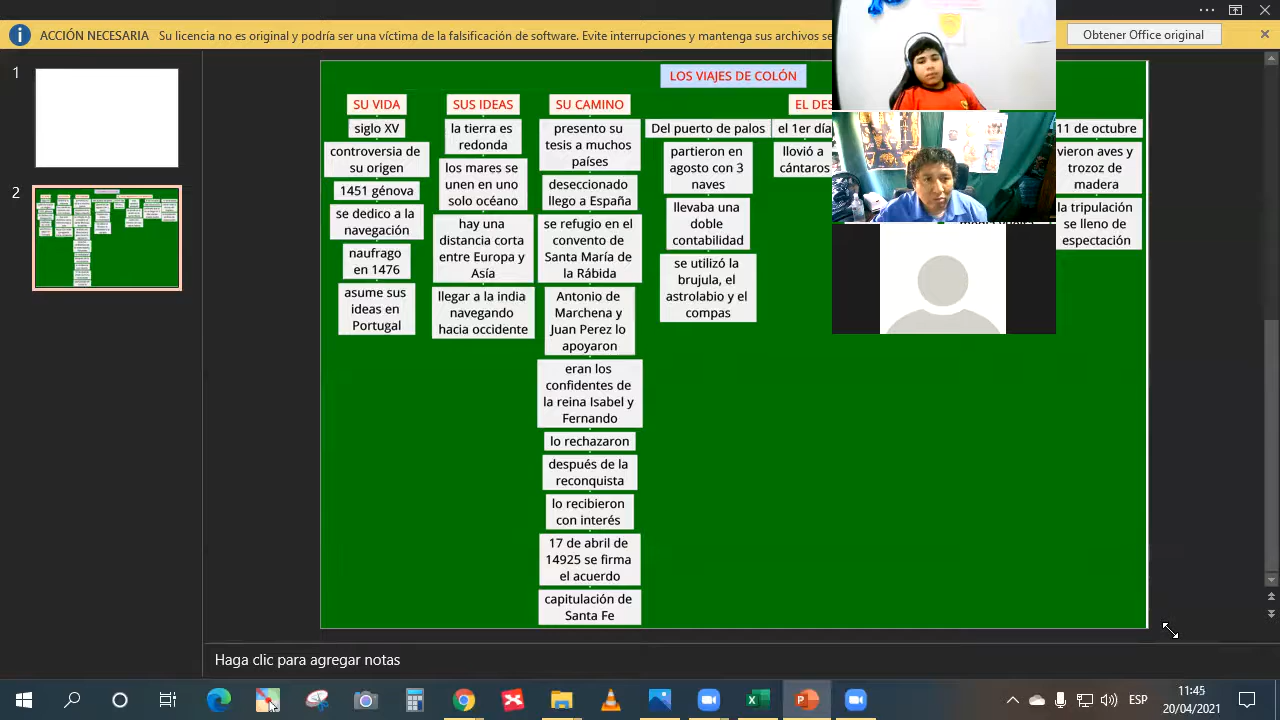 ACCIÓN NECESARIA Su licencia no es original y podría ser una víctima de la falsificación de software. Evite interrupciones y mantenga sus archivos se
Obtener Office original
1
2
LOS VIAJES DE COLÓN
SU VIDA
siglo XV
controversia de
su origen
1451 génova
se dedico a la
navegación
naufrago
en 1476
asume sus
ideas en
Portugal
SUS IDEAS
la tierra es
redonda
los mares se
unen en uno
solo océano
hay una
distancia corta
entre Europa y
Asía
llegar a la india
navegando
hacia occidente
SU CAMINO
presento su
tesis a muchos
países
deseccionado
llego a España
se refugio en el
convento de
Santa María de
la Rábida
Antonio de
Marchena y
Juan Perez lo
apoyaron
eran los
confidentes de
la reina Isabel y
Fernando
lo rechazaron
después de la
reconquista
lo recibieron
con interés
17 de abril de
14925 se firma
el acuerdo
capitulación de
Santa Fe
EL DES
Del puerto de palos
partieron en
agosto con 3
naves
llevaba una
doble
contabilidad
se utilizó la
brujula, el
astrolabio y el
compas
el 1er día
llovió a
cántaros
11 de octubre
vieron aves y
trozoz de
madera
la tripulación
se lleno de
espectación
Haga clic para agregar notas
ESP
11:45
20/04/2021